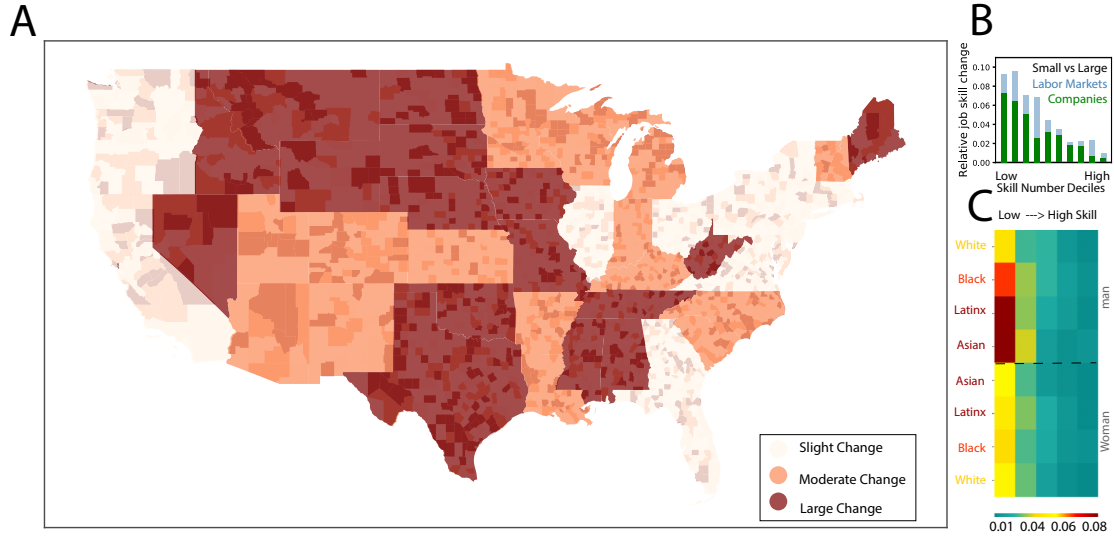 A
Slight Change
Moderate Change
Large Change
B
Relative job skill change
0.10
0.08
0.06
0.04
0.02
0.00
Small vs Large
Labor Markets
Companies
Low
High
Skill Number Deciles
C
Low ---> High Skill
White
Black
Latinx
Asian
Asian
Latinx
Black
White
man
Woman
0.01 0.04 0.06 0.08